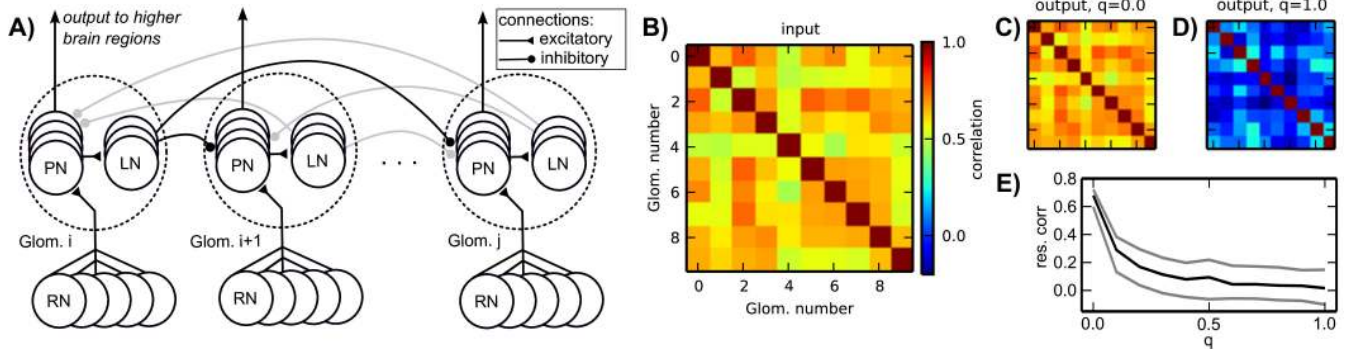 A)
output to higher
brain regions
connections:
excitatory
inhibitory
PN
LN
PN
LN
. . .
PN
LN
Glom. i
Glom. i+1
Glom. j
RN
RN
RN
B)
input
Glom. number
0
2
4
6
8
0 2 4 6 8
Glom. number
1.0
0.5
0.0
correlation
C)
output, q=0.0
D)
output, q=1.0
E)
res. corr
0.8
0.6
0.4
0.2
0.0
0.0 0.5 1.0
q